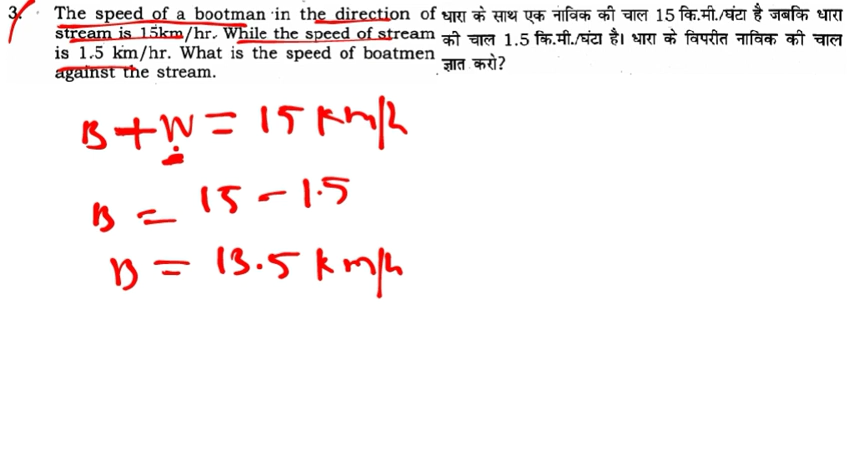 3. The speed of a bootman in the direction of
stream is 15km/hr. While the speed of stream
is 1.5 km/hr. What is the speed of boatmen
against the stream.
धारा के साथ एक नाविक की चाल 15 कि.मी./घंटा है जबकि धारा
की चाल 1.5 कि.मी./घंटा है। धारा के विपरीत नाविक की चाल
ज्ञात करो?
B + W = 15 km/h
B = 15 - 1.5
B = 13.5 km/h